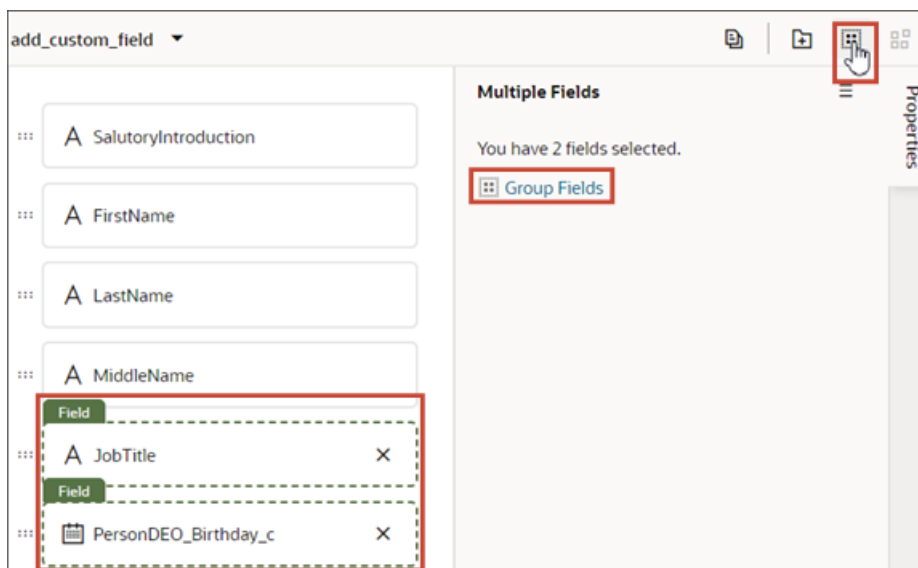 add_custom_field
SalutoryIntroduction
FirstName
LastName
MiddleName
Field
JobTitle
Field
PersonDEO_Birthday_c
Multiple Fields
You have 2 fields selected.
Group Fields
Properties